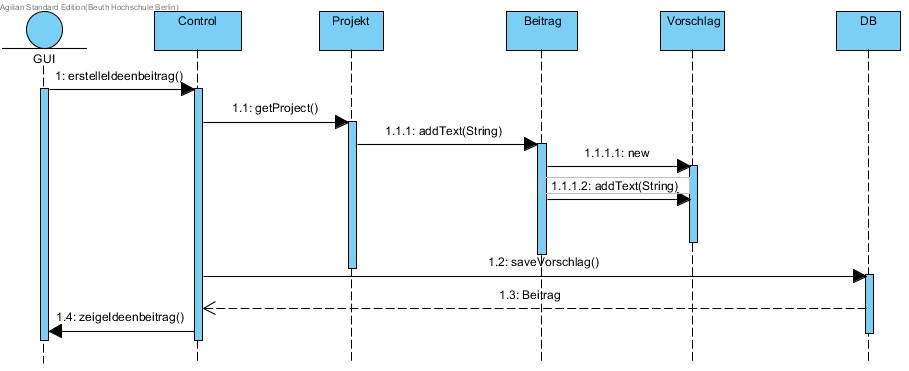 Agilian Standard Edition(Beuth Hochschule Berlin)
Control
Projekt
Beitrag
Vorschlag
DB
GUI
1: erstelleIdeenbeitrag()
1.1: getProject()
1.1.1: addText(String)
1.1.1.1: new
1.1.1.2: addText(String)
1.2: saveVorschlag()
1.3: Beitrag
1.4: zeigeIdeenbeitrag()